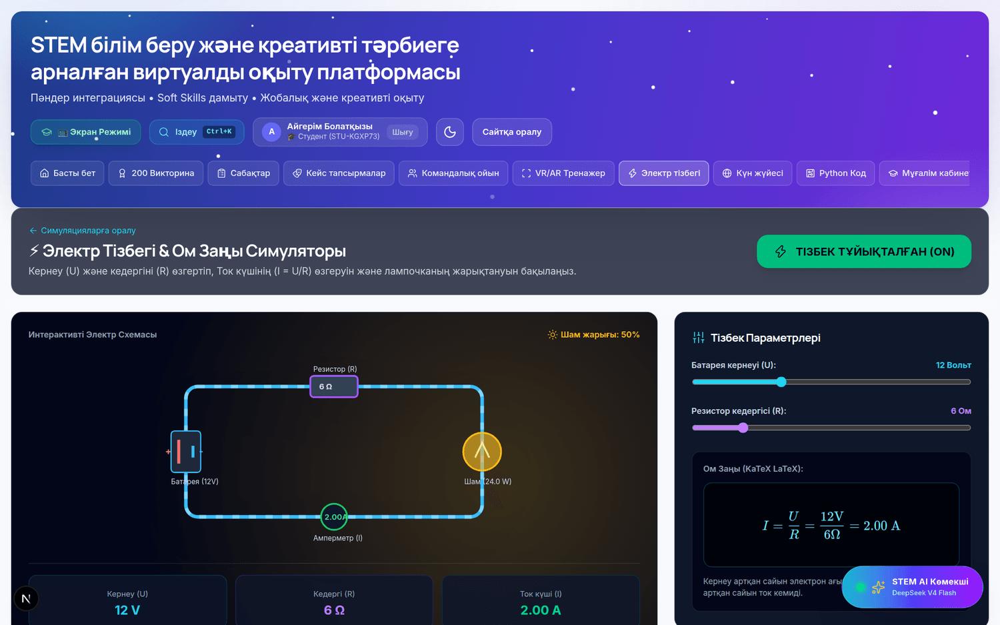 STEM білім беру және креативті тәрбиеге
арналған виртуалды оқыту платформасы
Пәндер интеграциясы • Soft Skills дамыту • Жобалық және креативті оқыту
📺 Экран Режимі
Іздеу Ctrl+K
A
Айгерім Болатқызы
🎓 Студент (STU-KGXP73)
Шығу
Сайтқа оралу
Басты бет
200 Викторина
Сабақтар
Кейс тапсырмалар
Командалық ойын
VR/AR Тренажер
Электр тізбегі
Күн жүйесі
Python Код
Мұғалім кабине
← Симуляцияларға оралу
⚡ Электр Тізбегі & Ом Заңы Симуляторы
Кернеу (U) және кедергіні (R) өзгертіп, Ток күшінің (I = U/R) өзгеруін және лампочканың жарықтануын бақылаңыз.
ТІЗБЕК ТҰЙЫҚТАЛҒАН (ON)
Интерактивті Электр Схемасы
Шам жарығы: 50%
Резистор (R)
6 Ω
+ -
Батарея (12V)
Шам (24.0 W)
2.00A
Амперметр (I)
Кернеу (U)
12 V
Кедергі (R)
6 Ω
Ток күші (I)
2.00 A
Тізбек Параметрлері
Батарея кернеуі (U): 12 Вольт
Резистор кедергісі (R): 6 Ом
Ом Заңы (KaTeX LaTeX):
I = U/R = 12V/6Ω = 2.00 A
Кернеу артқан сайын электрон ағы
артқан сайын ток кемиді.
STEM AI Көмекші
DeepSeek V4 Flash
N